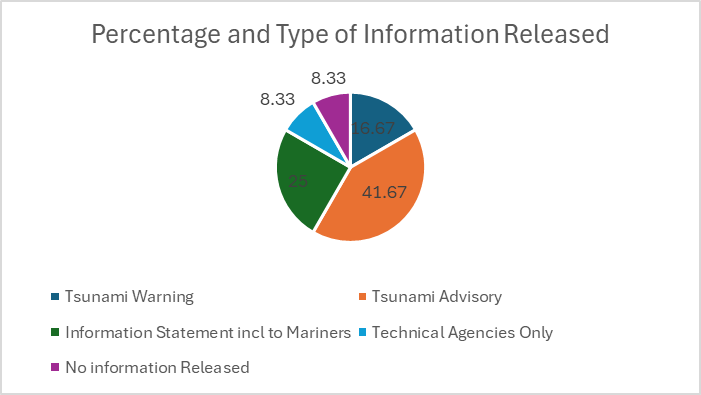 Percentage and Type of Information Released
8.33
8.33
16.67
25
41.67
Tsunami Warning
Tsunami Advisory
Information Statement incl to Mariners
Technical Agencies Only
No information Released